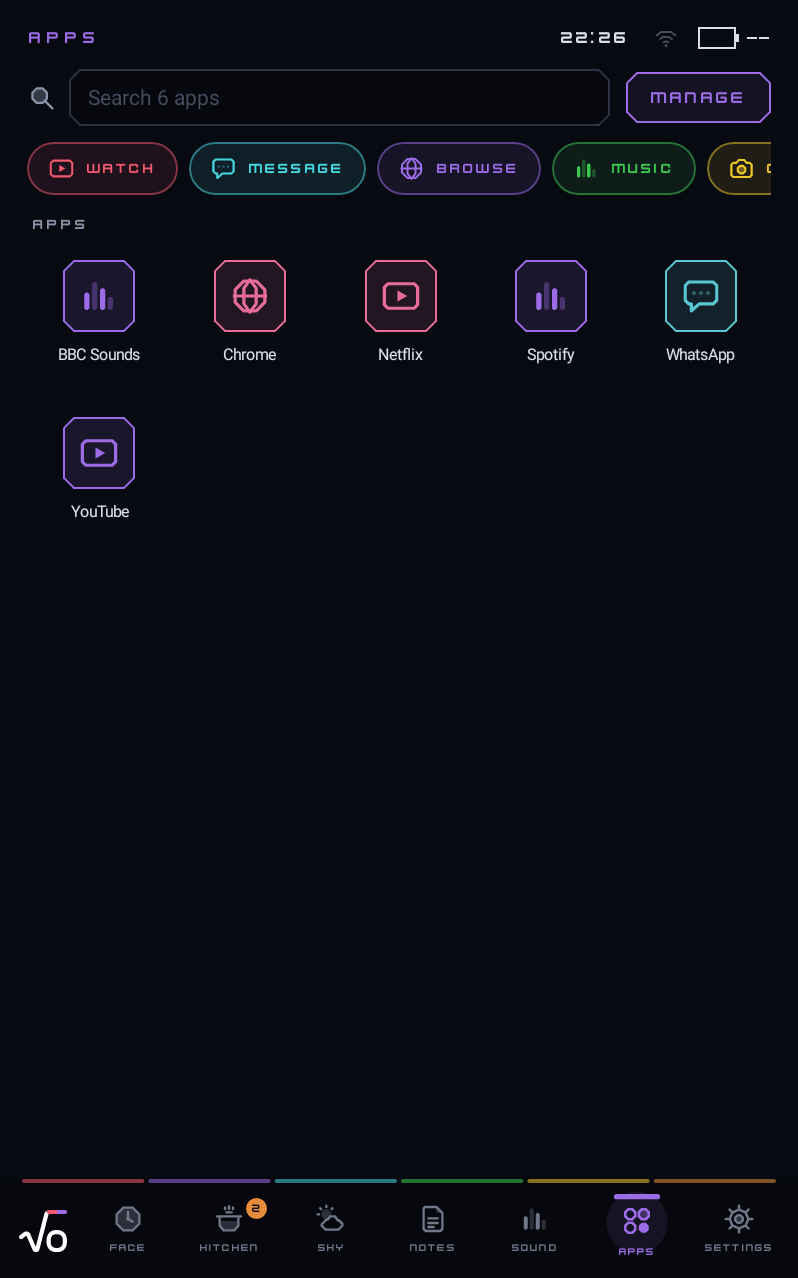 APPS
22:26
--
Search 6 apps
MANAGE
WATCH
MESSAGE
BROWSE
MUSIC
APPS
BBC Sounds
Chrome
Netflix
Spotify
WhatsApp
YouTube
2
FACE
KITCHEN
SKY
NOTES
SOUND
APPS
SETTINGS